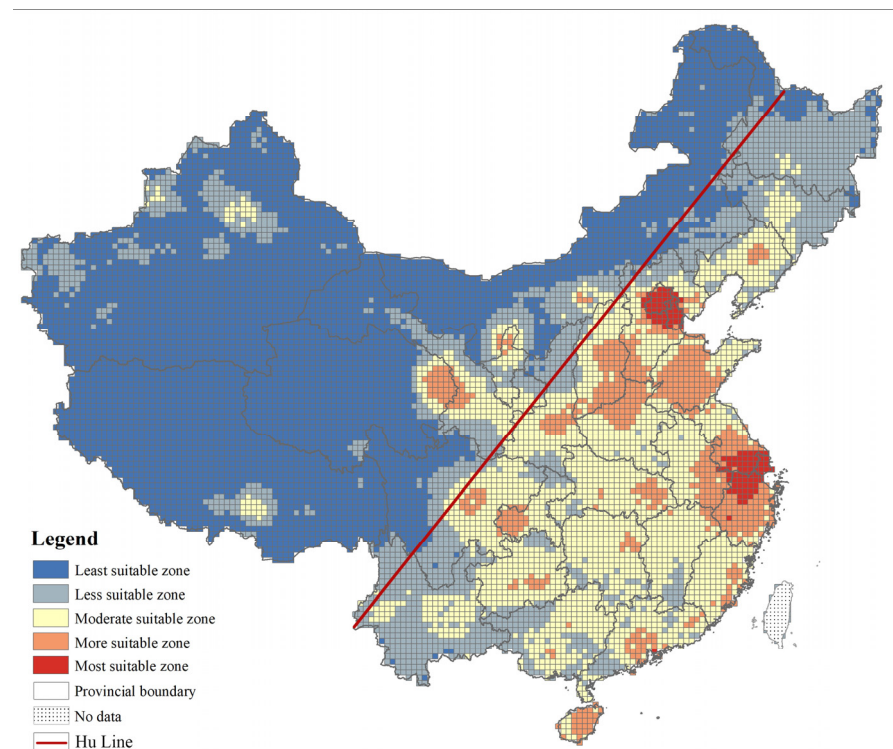 Legend
Least suitable zone
Less suitable zone
Moderate suitable zone
More suitable zone
Most suitable zone
Provincial boundary
No data
Hu Line